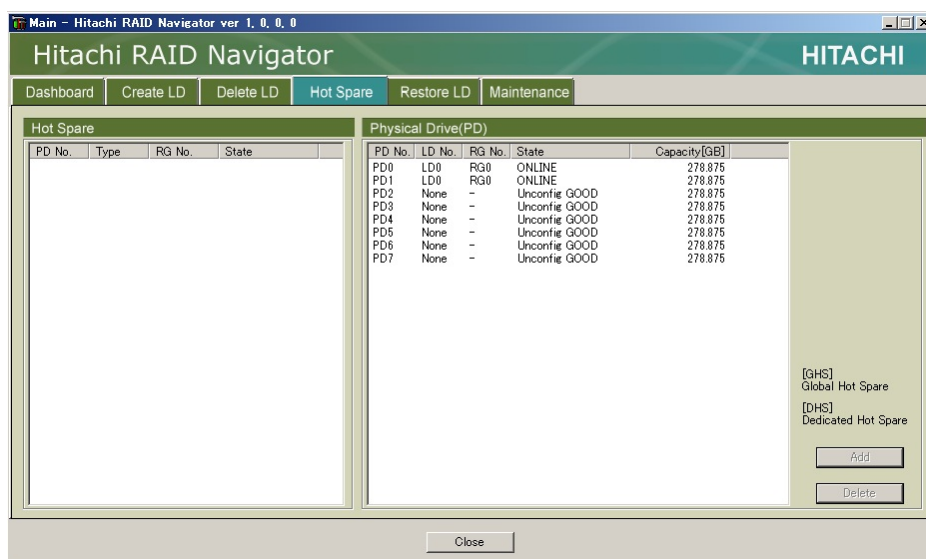 Main - Hitachi RAID Navigator ver 1, 0, 0, 0
Hitachi RAID Navigator
HITACHI
Dashboard Create LD Delete LD Hot Spare Restore LD Maintenance
Hot Spare
PD No. Type RG No. State
Physical Drive(PD)
PD No. LD No. RG No. State Capacity[GB]
PD0 LD0 RG0 ONLINE 278.875
PD1 LD0 RG0 ONLINE 278.875
PD2 None - Unconfig GOOD 278.875
PD3 None - Unconfig GOOD 278.875
PD4 None - Unconfig GOOD 278.875
PD5 None - Unconfig GOOD 278.875
PD6 None - Unconfig GOOD 278.875
PD7 None - Unconfig GOOD 278.875
[GHS]
Global Hot Spare
[DHS]
Dedicated Hot Spare
Add
Delete
Close